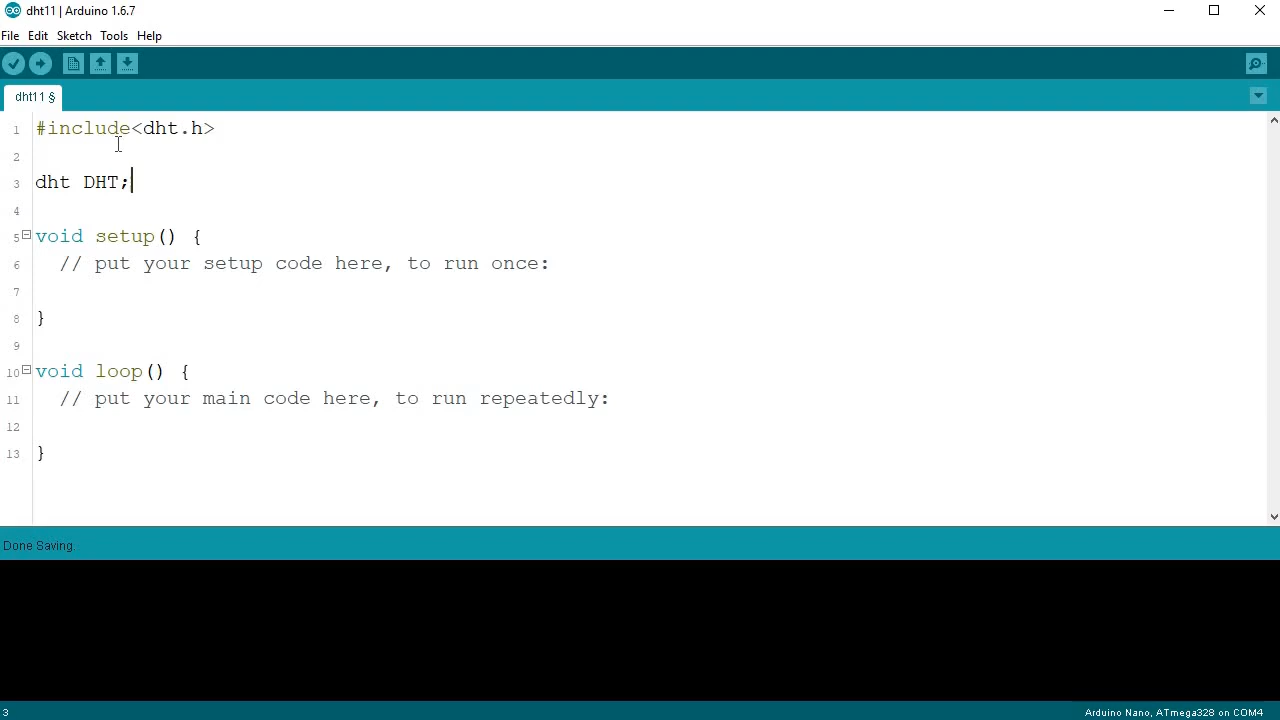 dht11 | Arduino 1.6.7
File Edit Sketch Tools Help
dht11 §
1 #include<dht.h>
2
3 dht DHT;
4
5 void setup() {
6 // put your setup code here, to run once:
7
8 }
9
10 void loop() {
11 // put your main code here, to run repeatedly:
12
13 }
Done Saving.
3 Arduino Nano, ATmega328 on COM4